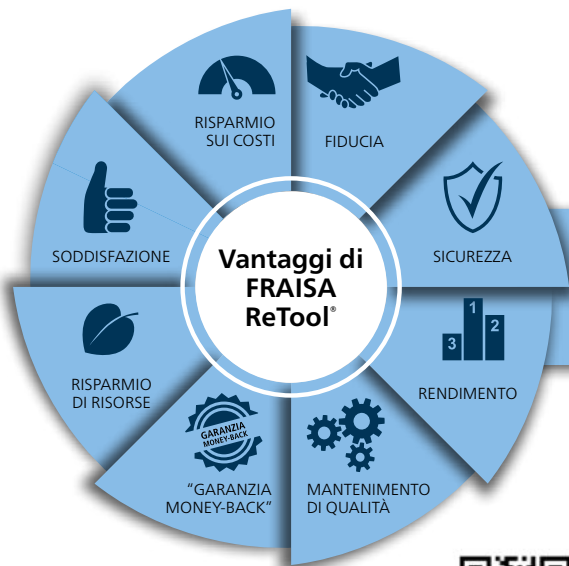 Vantaggi di
FRAISA
ReTool®
RISPARMIO
SUI COSTI
FIDUCIA
SICUREZZA
1
2
3
RENDIMENTO
MANTENIMENTO
DI QUALITÀ
GARANZIA
MONEY-BACK
"GARANZIA
MONEY-BACK"
RISPARMIO
DI RISORSE
SODDISFAZIONE